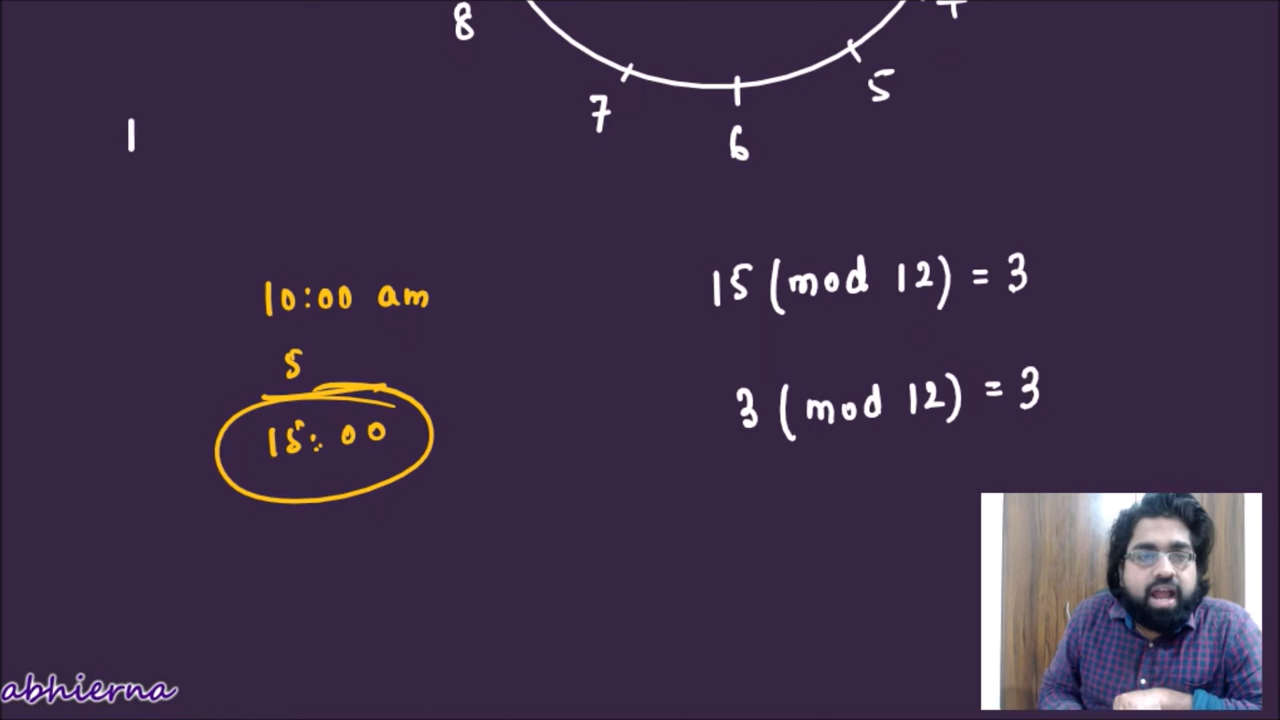 8
7
6
5
4
1
10:00 am
5
15:00
15 (mod 12) = 3
3 (mod 12) = 3
abhierna